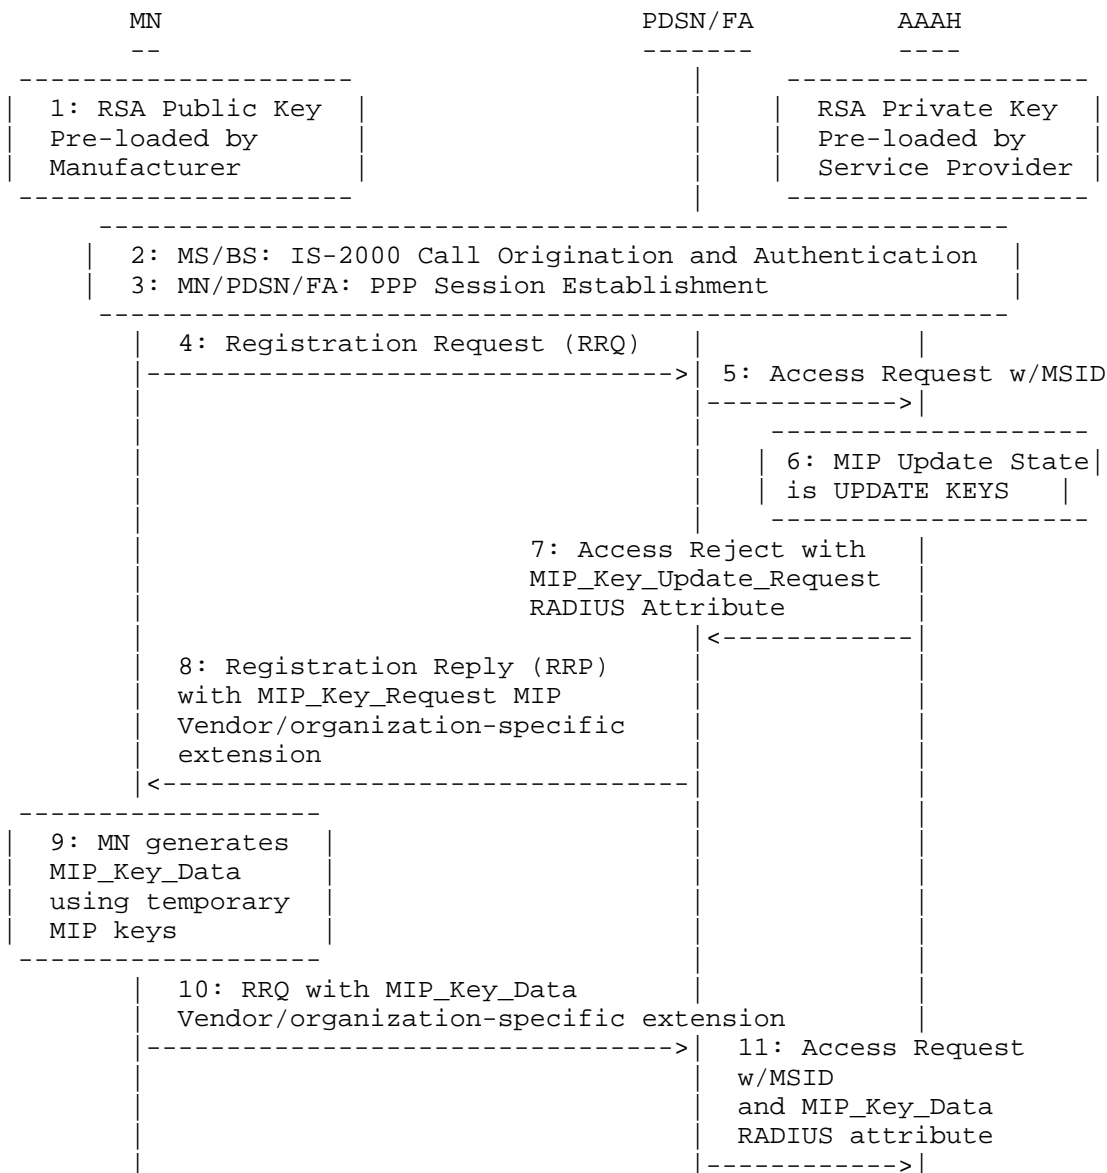 MN PDSN/FA AAAH
-- ------- ----
1: RSA Public Key RSA Private Key
Pre-loaded by Pre-loaded by
Manufacturer Service Provider
2: MS/BS: IS-2000 Call Origination and Authentication
3: MN/PDSN/FA: PPP Session Establishment
4: Registration Request (RRQ)
5: Access Request w/MSID
6: MIP Update State
is UPDATE KEYS
7: Access Reject with
MIP_Key_Update_Request
RADIUS Attribute
8: Registration Reply (RRP)
with MIP_Key_Request MIP
Vendor/organization-specific
extension
9: MN generates
MIP_Key_Data
using temporary
MIP keys
10: RRQ with MIP_Key_Data
Vendor/organization-specific extension
11: Access Request
w/MSID
and MIP_Key_Data
RADIUS attribute